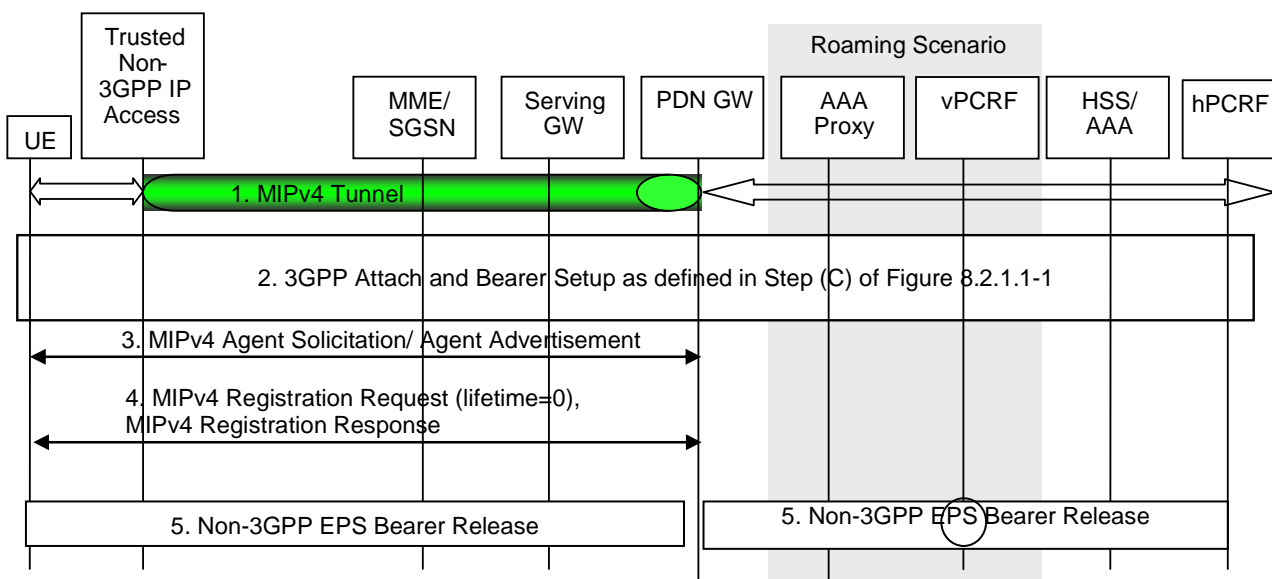 Roaming Scenario
UE
Trusted
Non-
3GPP IP
Access
MME/
SGSN
Serving
GW
PDN GW
AAA
Proxy
vPCRF
HSS/
AAA
hPCRF
1. MIPv4 Tunnel
2. 3GPP Attach and Bearer Setup as defined in Step (C) of Figure 8.2.1.1-1
3. MIPv4 Agent Solicitation/ Agent Advertisement
4. MIPv4 Registration Request (lifetime=0),
MIPv4 Registration Response
5. Non-3GPP EPS Bearer Release
5. Non-3GPP EPS Bearer Release